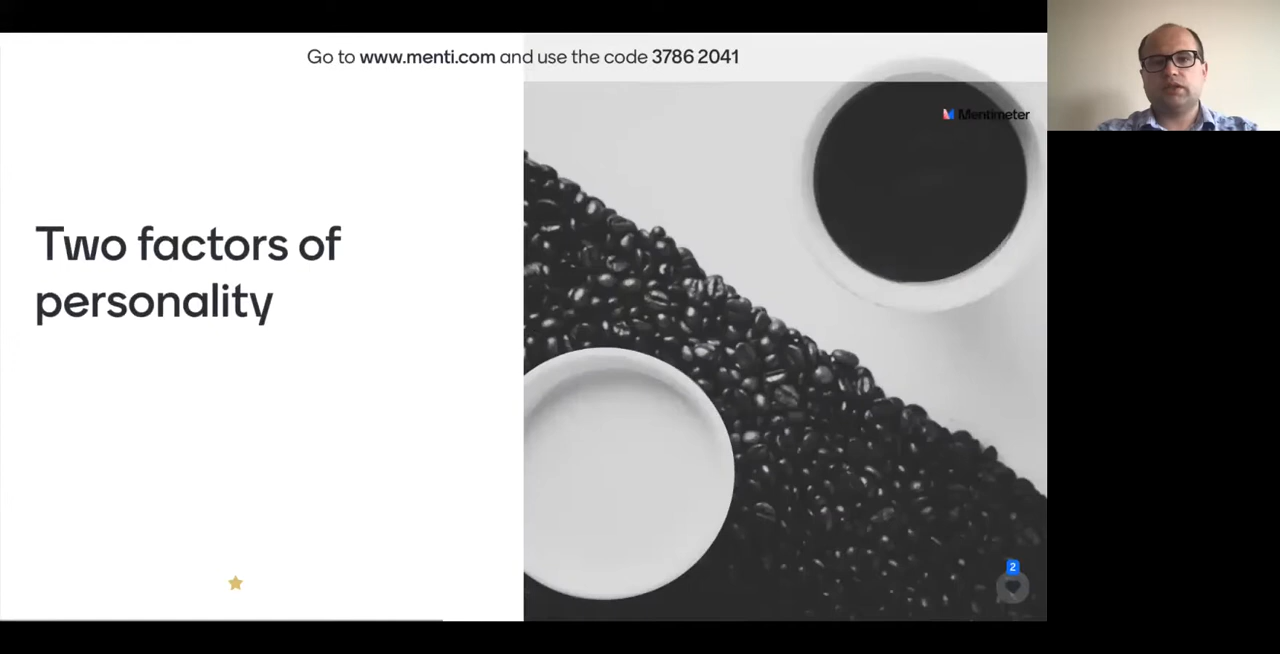 Go to www.menti.com and use the code 3786 2041
Mentimeter
Two factors of
personality
2